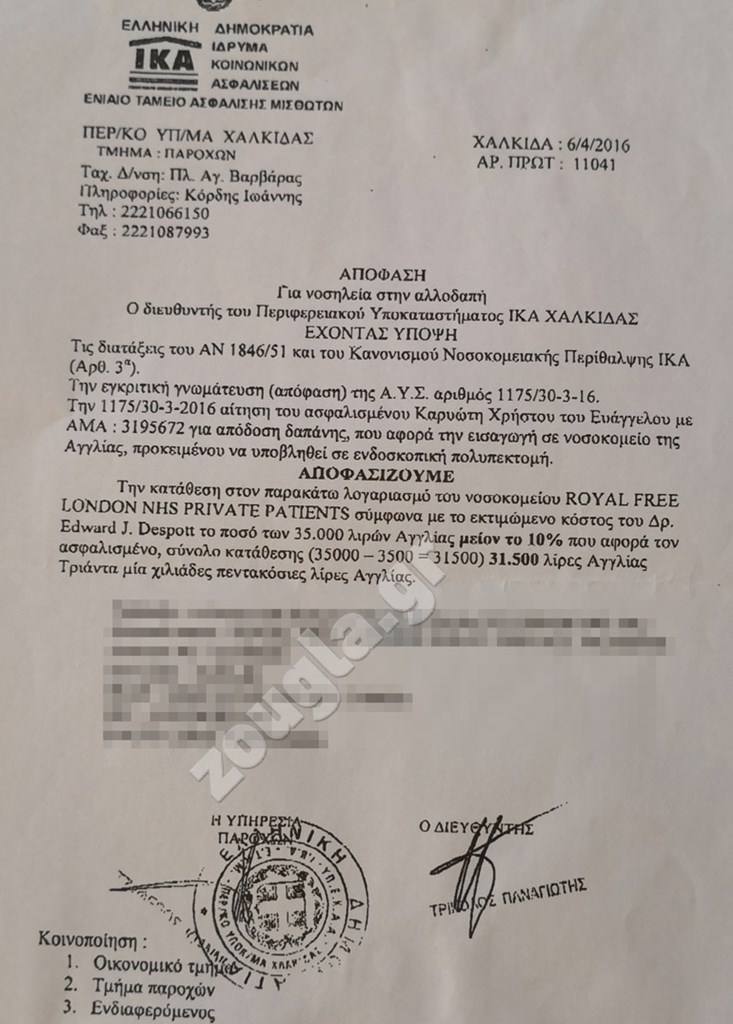 ΕΛΛΗΝΙΚΗ ΔΗΜΟΚΡΑΤΙΑ
ΙΚΑ
ΙΔΡΥΜΑ
ΚΟΙΝΩΝΙΚΩΝ
ΑΣΦΑΛΙΣΕΩΝ
ΕΝΙΑΙΟ ΤΑΜΕΙΟ ΑΣΦΑΛΙΣΗΣ ΜΙΣΘΩΤΩΝ
ΠΕΡ/ΚΟ ΥΠ/ΜΑ ΧΑΛΚΙΔΑΣ
ΤΜΗΜΑ : ΠΑΡΟΧΩΝ
Ταχ. Δ/νση: Πλ. Αγ. Βαρβάρας
Πληροφορίες: Κόρδης Ιωάννης
Τηλ : 2221066150
Φαξ : 2221087993
ΧΑΛΚΙΔΑ : 6/4/2016
ΑΡ. ΠΡΩΤ : 11041
ΑΠΟΦΑΣΗ
Για νοσηλεία στην αλλοδαπή
Ο διευθυντής του Περιφερειακού Υποκαταστήματος ΙΚΑ ΧΑΛΚΙΔΑΣ
ΕΧΟΝΤΑΣ ΥΠΟΨΗ
Τις διατάξεις του ΑΝ 1846/51 και του Κανονισμού Νοσοκομειακής Περίθαλψης ΙΚΑ
(Αρθ. 3α).
Την εγκριτική γνωμάτευση (απόφαση) της Α.Υ.Σ. αριθμός 1175/30-3-16.
Την 1175/30-3-2016 αίτηση του ασφαλισμένου Καρυώτη Χρήστου του Ευάγγελου με
ΑΜΑ : 3195672 για απόδοση δαπάνης, που αφορά την εισαγωγή σε νοσοκομείο της
Αγγλίας, προκειμένου να υποβληθεί σε ενδοσκοπική πολυπεκτομή.
ΑΠΟΦΑΣΙΖΟΥΜΕ
Την κατάθεση στον παρακάτω λογαριασμό του νοσοκομείου ROYAL FREE
LONDON NHS PRIVATE PATIENTS σύμφωνα με το εκτιμώμενο κόστος του Δρ.
Edward J. Despott το ποσό των 35.000 λιρών Αγγλίας μείον το 10% που αφορά τον
ασφαλισμένο, σύνολο κατάθεσης (35000 – 3500 = 31500) 31.500 λίρες Αγγλίας
Τριάντα μία χιλιάδες πεντακόσιες λίρες Αγγλίας.
zougla.gr
Η ΥΠΗΡΕΣΙΑ
ΠΑΡΟΧΩΝ
Ο ΔΙΕΥΘΥΝΤΗΣ
ΠΑΝΑΓΙΩΤΗΣ
ΕΛΛΗΝΙΚΗ
Κοινοποίηση :
1. Οικονομικό τμήμα
2. Τμήμα παροχών
3. Ενδιαφερόμενος